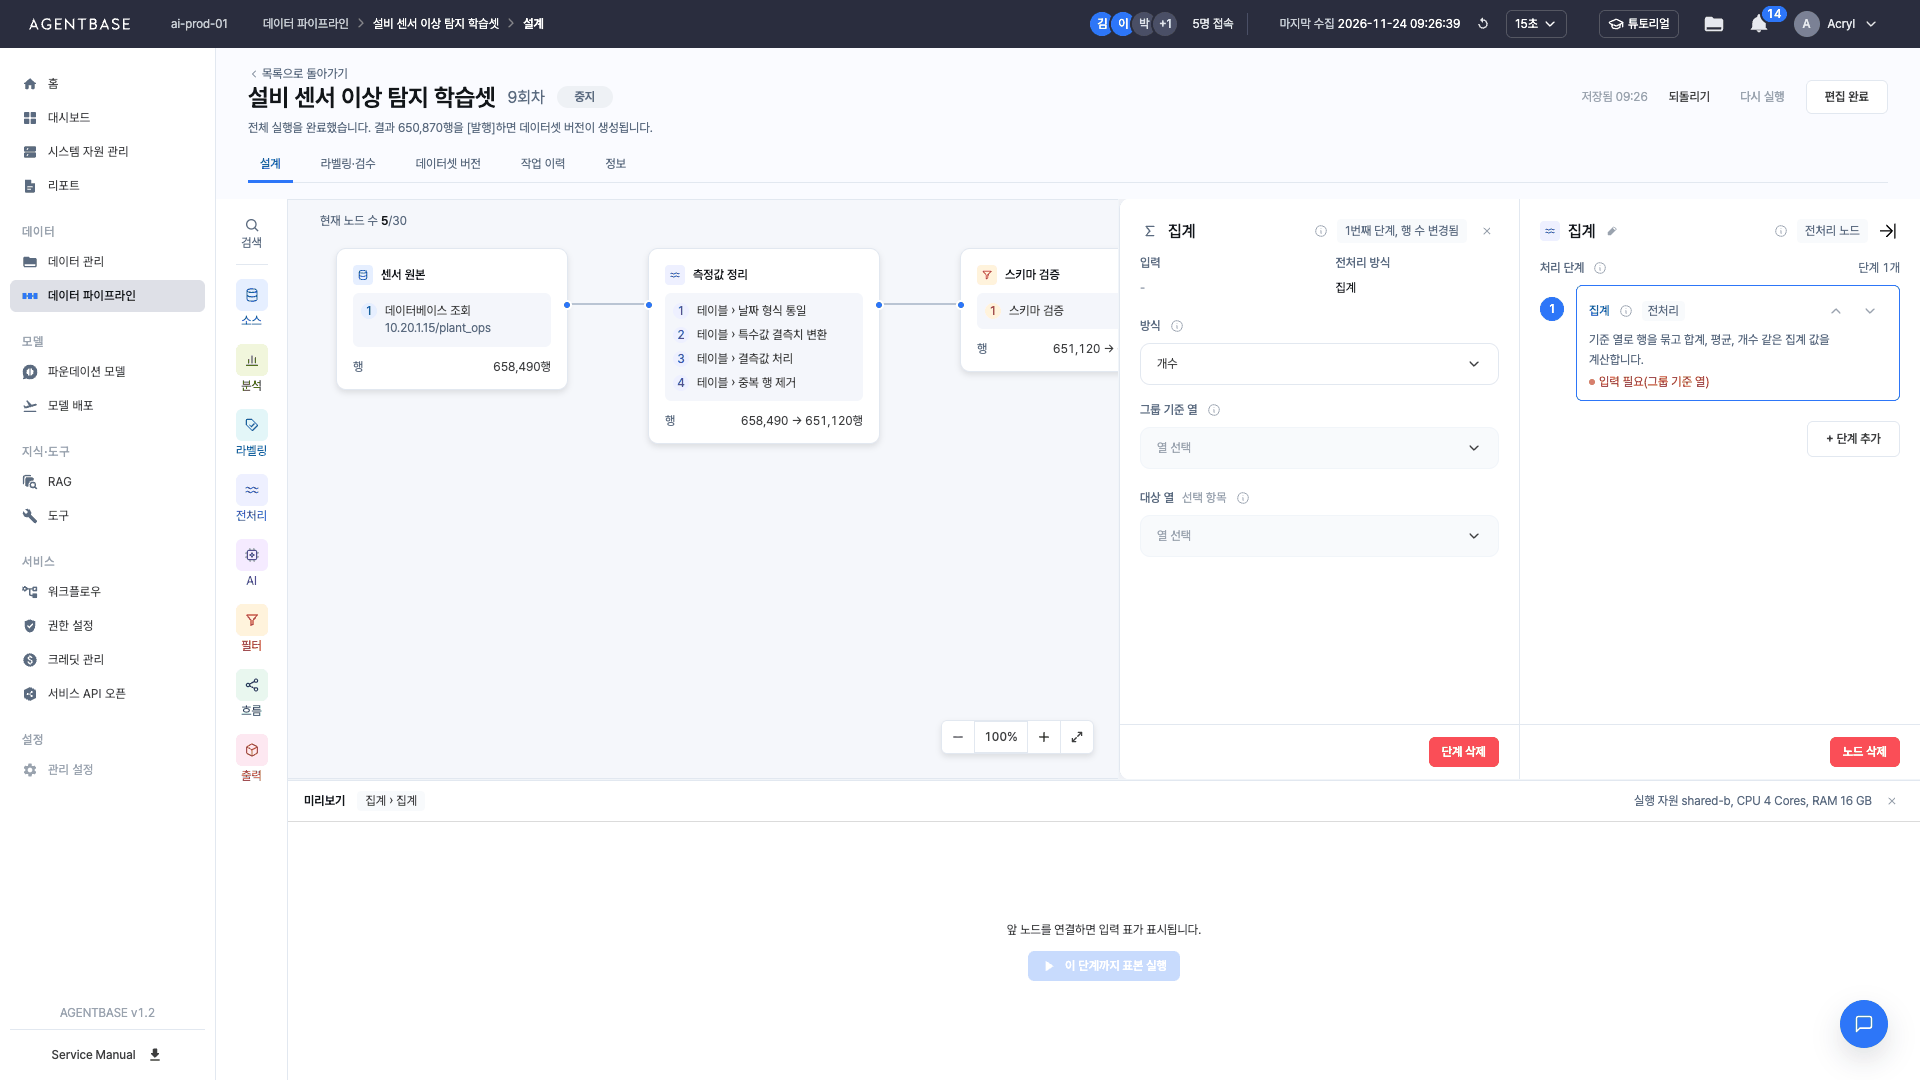 AGENTBASE
ai-prod-01
데이터 파이프라인 > 설비 센서 이상 탐지 학습셋 > 설계
김 이 박 +1 5명 접속
마지막 수집 2026-11-24 09:26:39
15초
튜토리얼
14
A Acryl
홈
대시보드
시스템 자원 관리
리포트
데이터
데이터 관리
데이터 파이프라인
모델
파운데이션 모델
모델 배포
지식·도구
RAG
도구
서비스
워크플로우
권한 설정
크레딧 관리
서비스 API 오픈
설정
관리 설정
AGENTBASE v1.2
Service Manual
목록으로 돌아가기
설비 센서 이상 탐지 학습셋 9회차 중지
전체 실행을 완료했습니다. 결과 650,870행을 [발행]하면 데이터셋 버전이 생성됩니다.
저장됨 09:26 되돌리기 다시 실행 편집 완료
설계 라벨링·검수 데이터셋 버전 작업 이력 정보
검색
소스
분석
라벨링
전처리
AI
필터
흐름
출력
현재 노드 수 5/30
센서 원본
1 데이터베이스 조회
10.20.1.15/plant_ops
행 658,490행
측정값 정리
1 테이블 › 날짜 형식 통일
2 테이블 › 특수값 결측치 변환
3 테이블 › 결측값 처리
4 테이블 › 중복 행 제거
행 658,490 → 651,120행
스키마 검증
1 스키마 검증
행 651,120 →
100%
집계 1번째 단계, 행 수 변경됨
입력 전처리 방식
- 집계
방식
개수
그룹 기준 열
열 선택
대상 열 선택 항목
열 선택
단계 삭제
집계 전처리 노드
처리 단계 단계 1개
1 집계 전처리
기준 열로 행을 묶고 합계, 평균, 개수 같은 집계 값을
계산합니다.
입력 필요(그룹 기준 열)
+ 단계 추가
노드 삭제
미리보기 집계 › 집계
실행 자원 shared-b, CPU 4 Cores, RAM 16 GB
앞 노드를 연결하면 입력 표가 표시됩니다.
이 단계까지 표본 실행